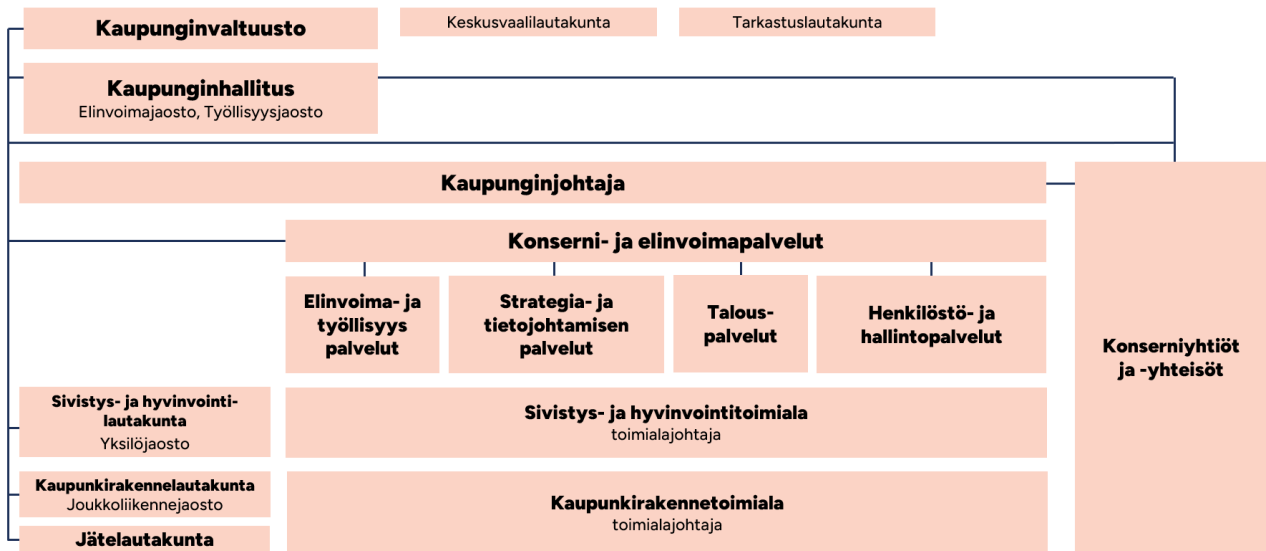 Kaupunginvaltuusto
Keskusvaalilautakunta
Tarkastuslautakunta
Kaupunginhallitus
Elinvoimajaosto, Työllisyysjaosto
Kaupunginjohtaja
Konserni- ja elinvoimapalvelut
Elinvoima- ja
työllisyys
palvelut
Strategia- ja
tietojohtamisen
palvelut
Talous-
palvelut
Henkilöstö- ja
hallintopalvelut
Konserniyhtiöt
ja -yhteisöt
Sivistys- ja hyvinvointi-
lautakunta
Yksilöjaosto
Sivistys- ja hyvinvointitoimiala
toimialajohtaja
Kaupunkirakennelautakunta
Joukkoliikennejaosto
Kaupunkirakennetoimiala
toimialajohtaja
Jätelautakunta